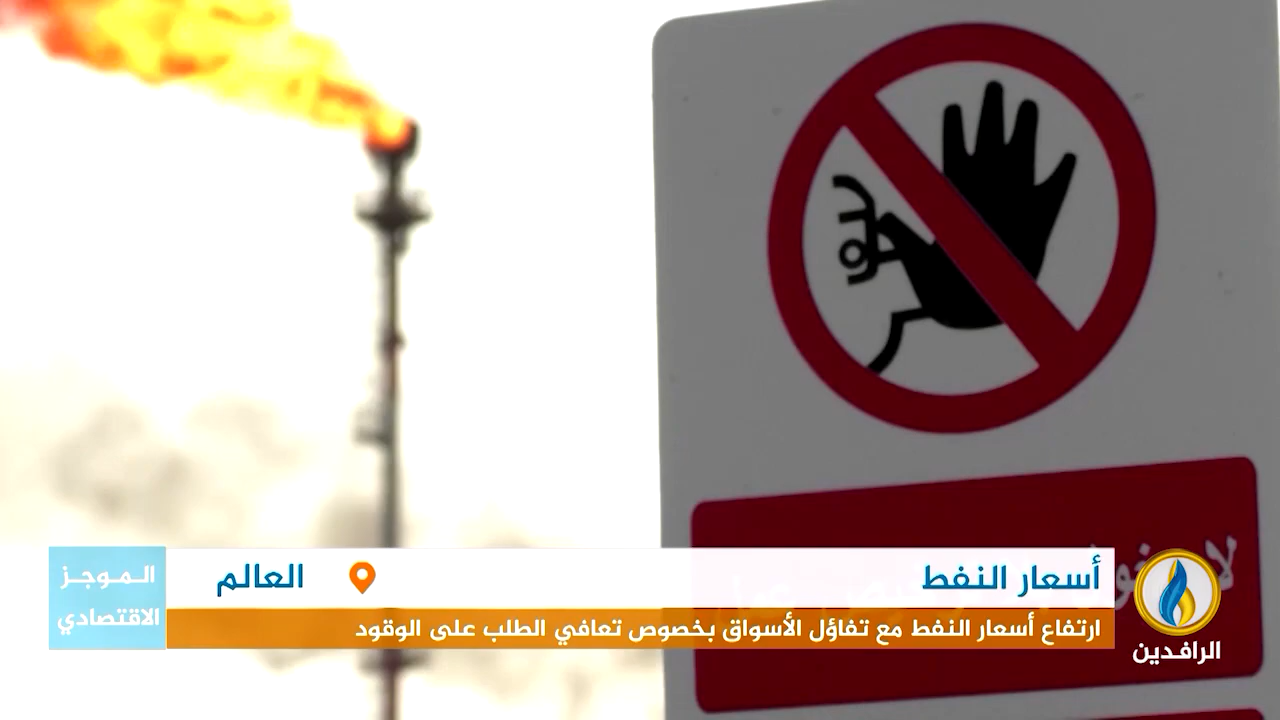 أسعار النفط
العالم
ارتفاع أسعار النفط مع تفاؤل الأسواق بخصوص تعافي الطلب على الوقود
الموجز
الاقتصادي
الرافدين